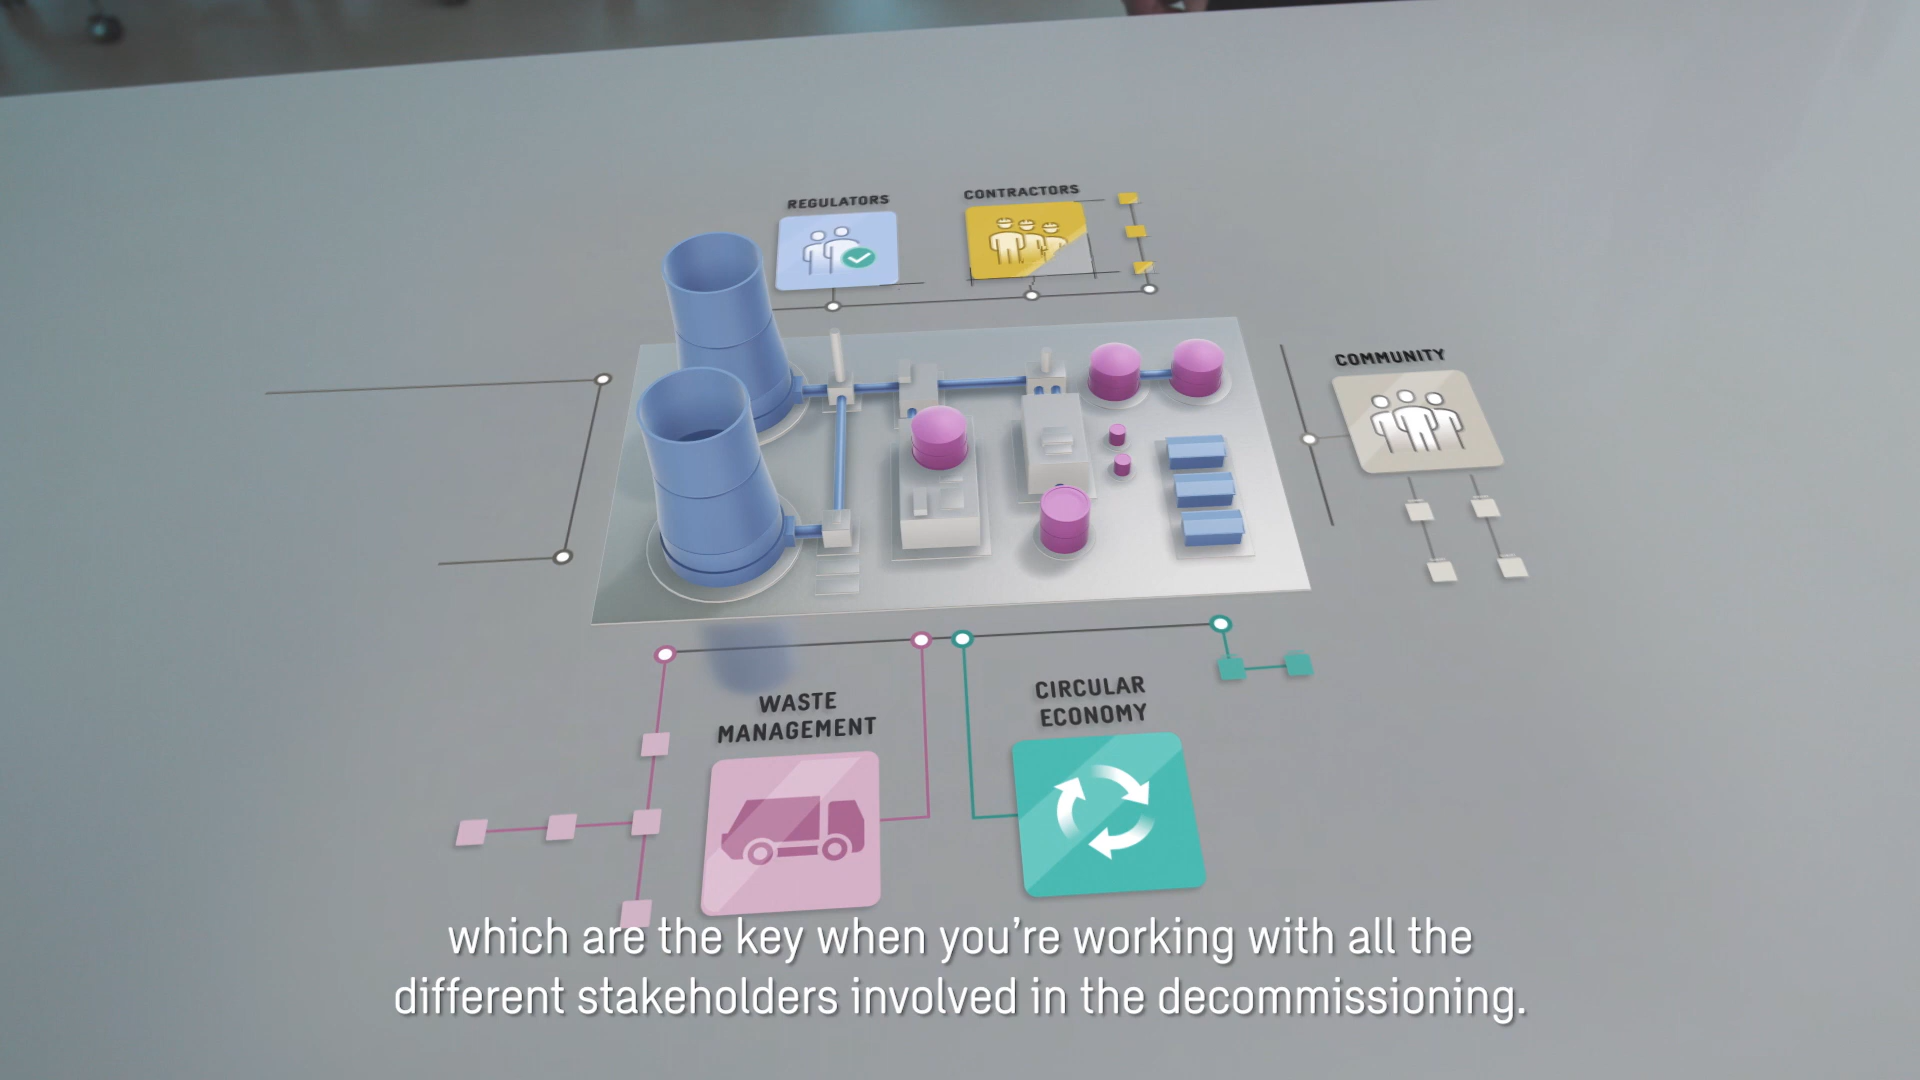 REGULATORS
CONTRACTORS
COMMUNITY
WASTE
MANAGEMENT
CIRCULAR
ECONOMY
which are the key when you're working with all the
different stakeholders involved in the decommissioning.